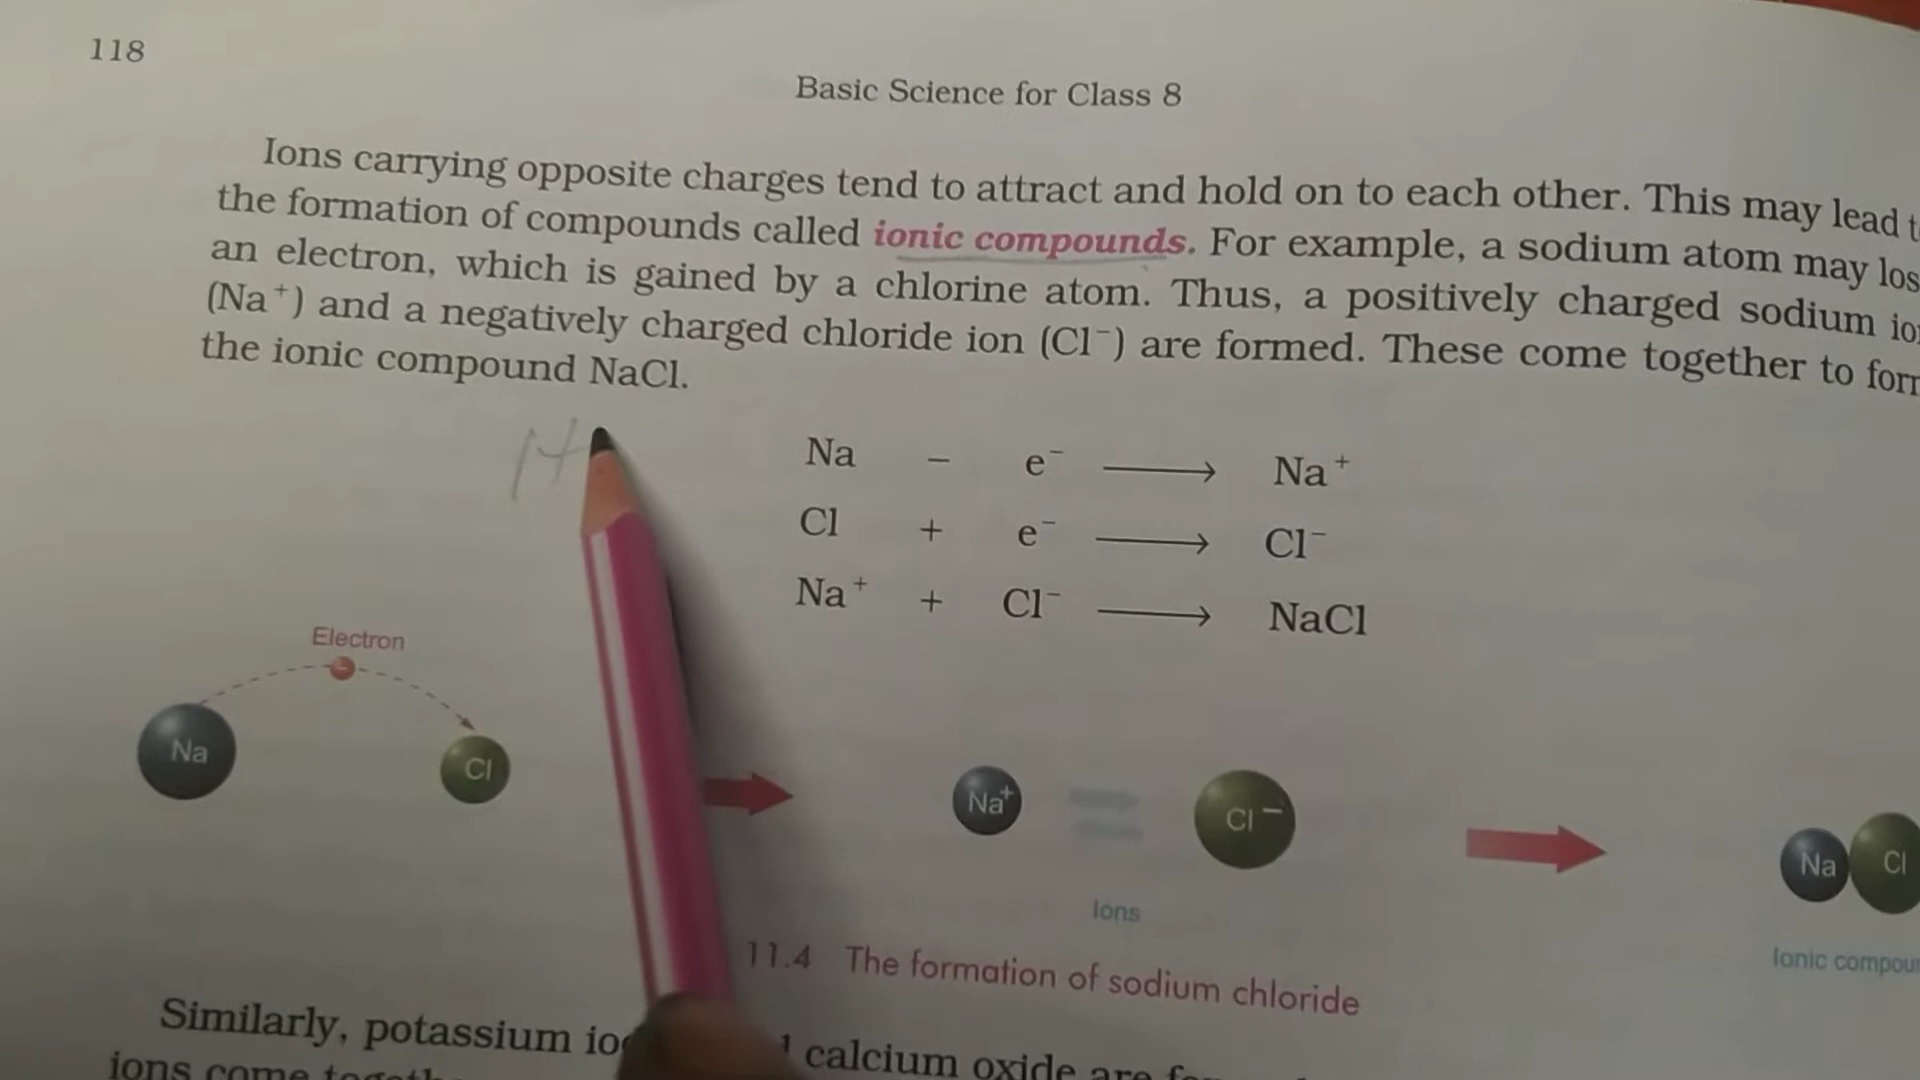 118
Basic Science for Class 8
Ions carrying opposite charges tend to attract and hold on to each other. This may lead
the formation of compounds called ionic compounds. For example, a sodium atom may
an electron, which is gained by a chlorine atom. Thus, a positively charged sodium
(Na⁺) and a negatively charged chloride ion (Cl⁻) are formed. These come together to
the ionic compound NaCl.
Na − e⁻ ⟶ Na⁺
Cl + e⁻ ⟶ Cl⁻
Na⁺ + Cl⁻ ⟶ NaCl
Electron
Na Cl
Na⁺ Cl⁻
Na Cl
Ions
Ionic
11.4 The formation of sodium chloride
Similarly, potassium calcium oxide are
ions come